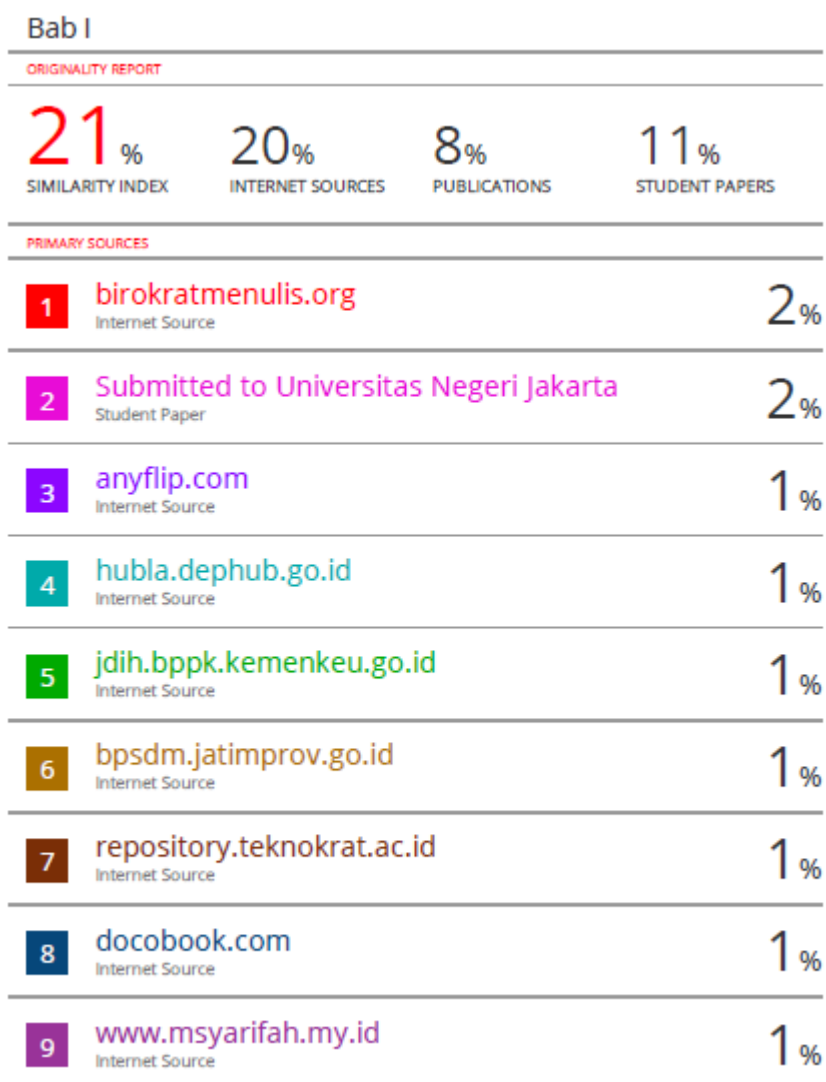 Bab I
ORIGINALITY REPORT
21% 20% 8% 11%
SIMILARITY INDEX INTERNET SOURCES PUBLICATIONS STUDENT PAPERS
PRIMARY SOURCES
1 birokratmenulis.org 2%
Internet Source
2 Submitted to Universitas Negeri Jakarta 2%
Student Paper
3 anyflip.com 1%
Internet Source
4 hubla.dephub.go.id 1%
Internet Source
5 jdih.bppk.kemenkeu.go.id 1%
Internet Source
6 bpsdm.jatimprov.go.id 1%
Internet Source
7 repository.teknokrat.ac.id 1%
Internet Source
8 docobook.com 1%
Internet Source
9 www.msyarifah.my.id 1%
Internet Source